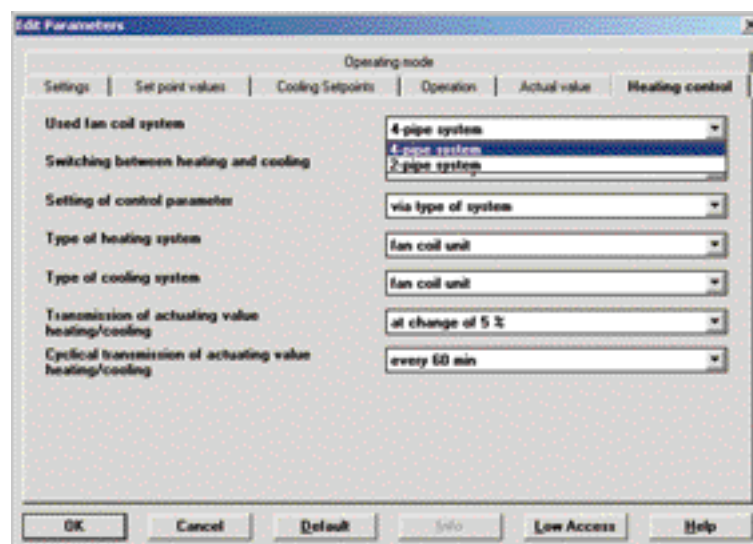 Edit Parameters
Operating mode
Settings
Set point values
Cooling Setpoints
Operation
Actual value
Heating control
Used fan coil system
4-pipe system
4-pipe system
2-pipe system
Switching between heating and cooling
Setting of control parameter
via type of system
Type of heating system
fan coil unit
Type of cooling system
fan coil unit
Transmission of actuating value
heating/cooling
at change of 5 %
Cyclical transmission of actuating value
heating/cooling
every 60 min
OK
Cancel
Default
Info
Low Access
Help